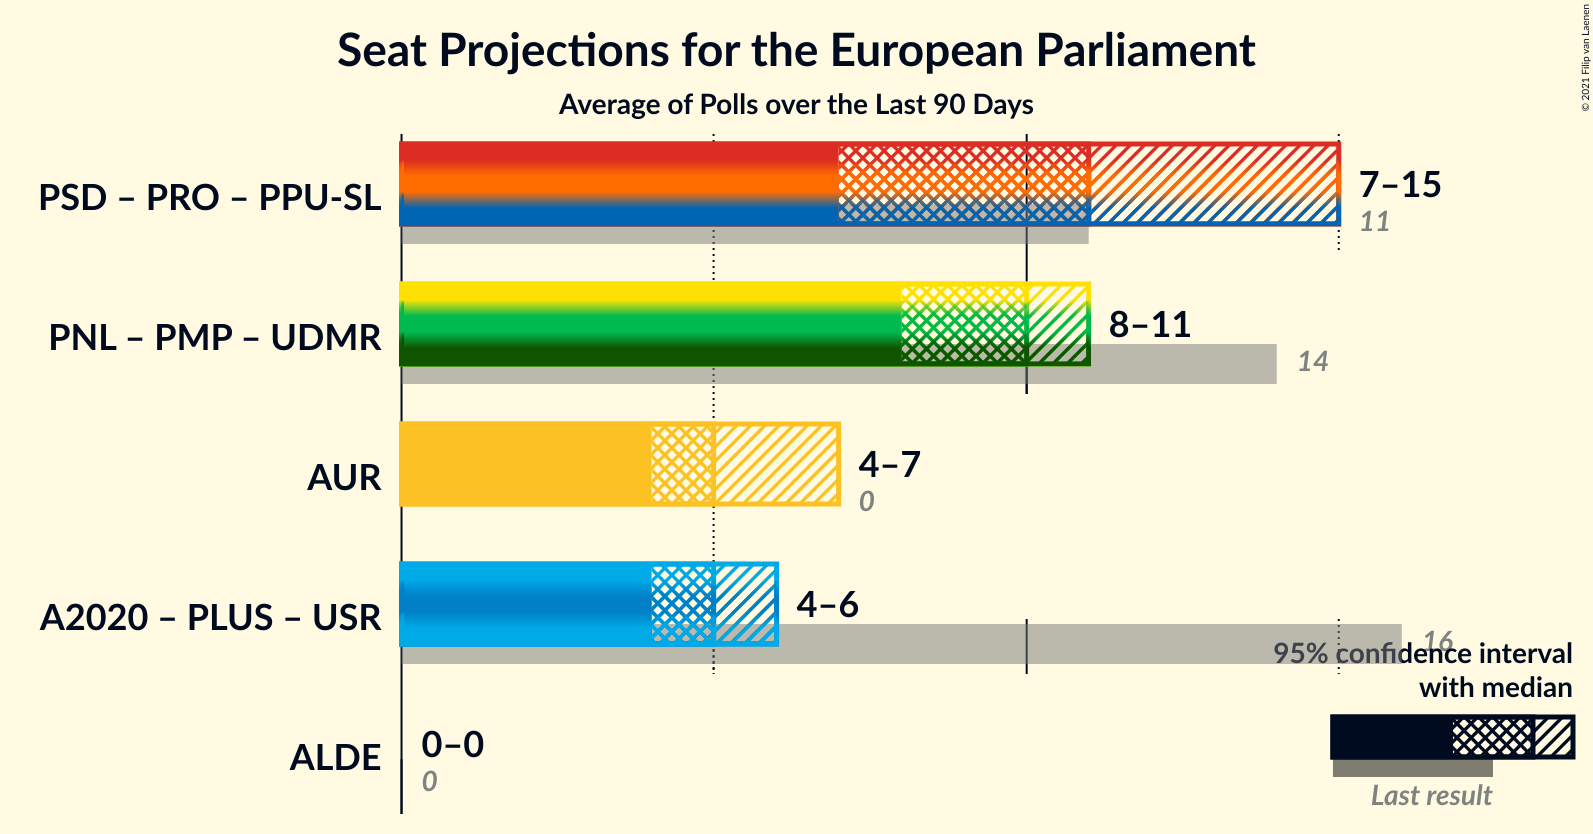 Seat Projections for the European Parliament
Average of Polls over the Last 90 Days
© 2021 Filip van Laenen
PSD – PRO – PPU-SL
7–15
11
PNL – PMP – UDMR
8–11
14
AUR
4–7
0
A2020 – PLUS – USR
4–6
16
95% confidence interval
with median
ALDE
0–0
0
Last result